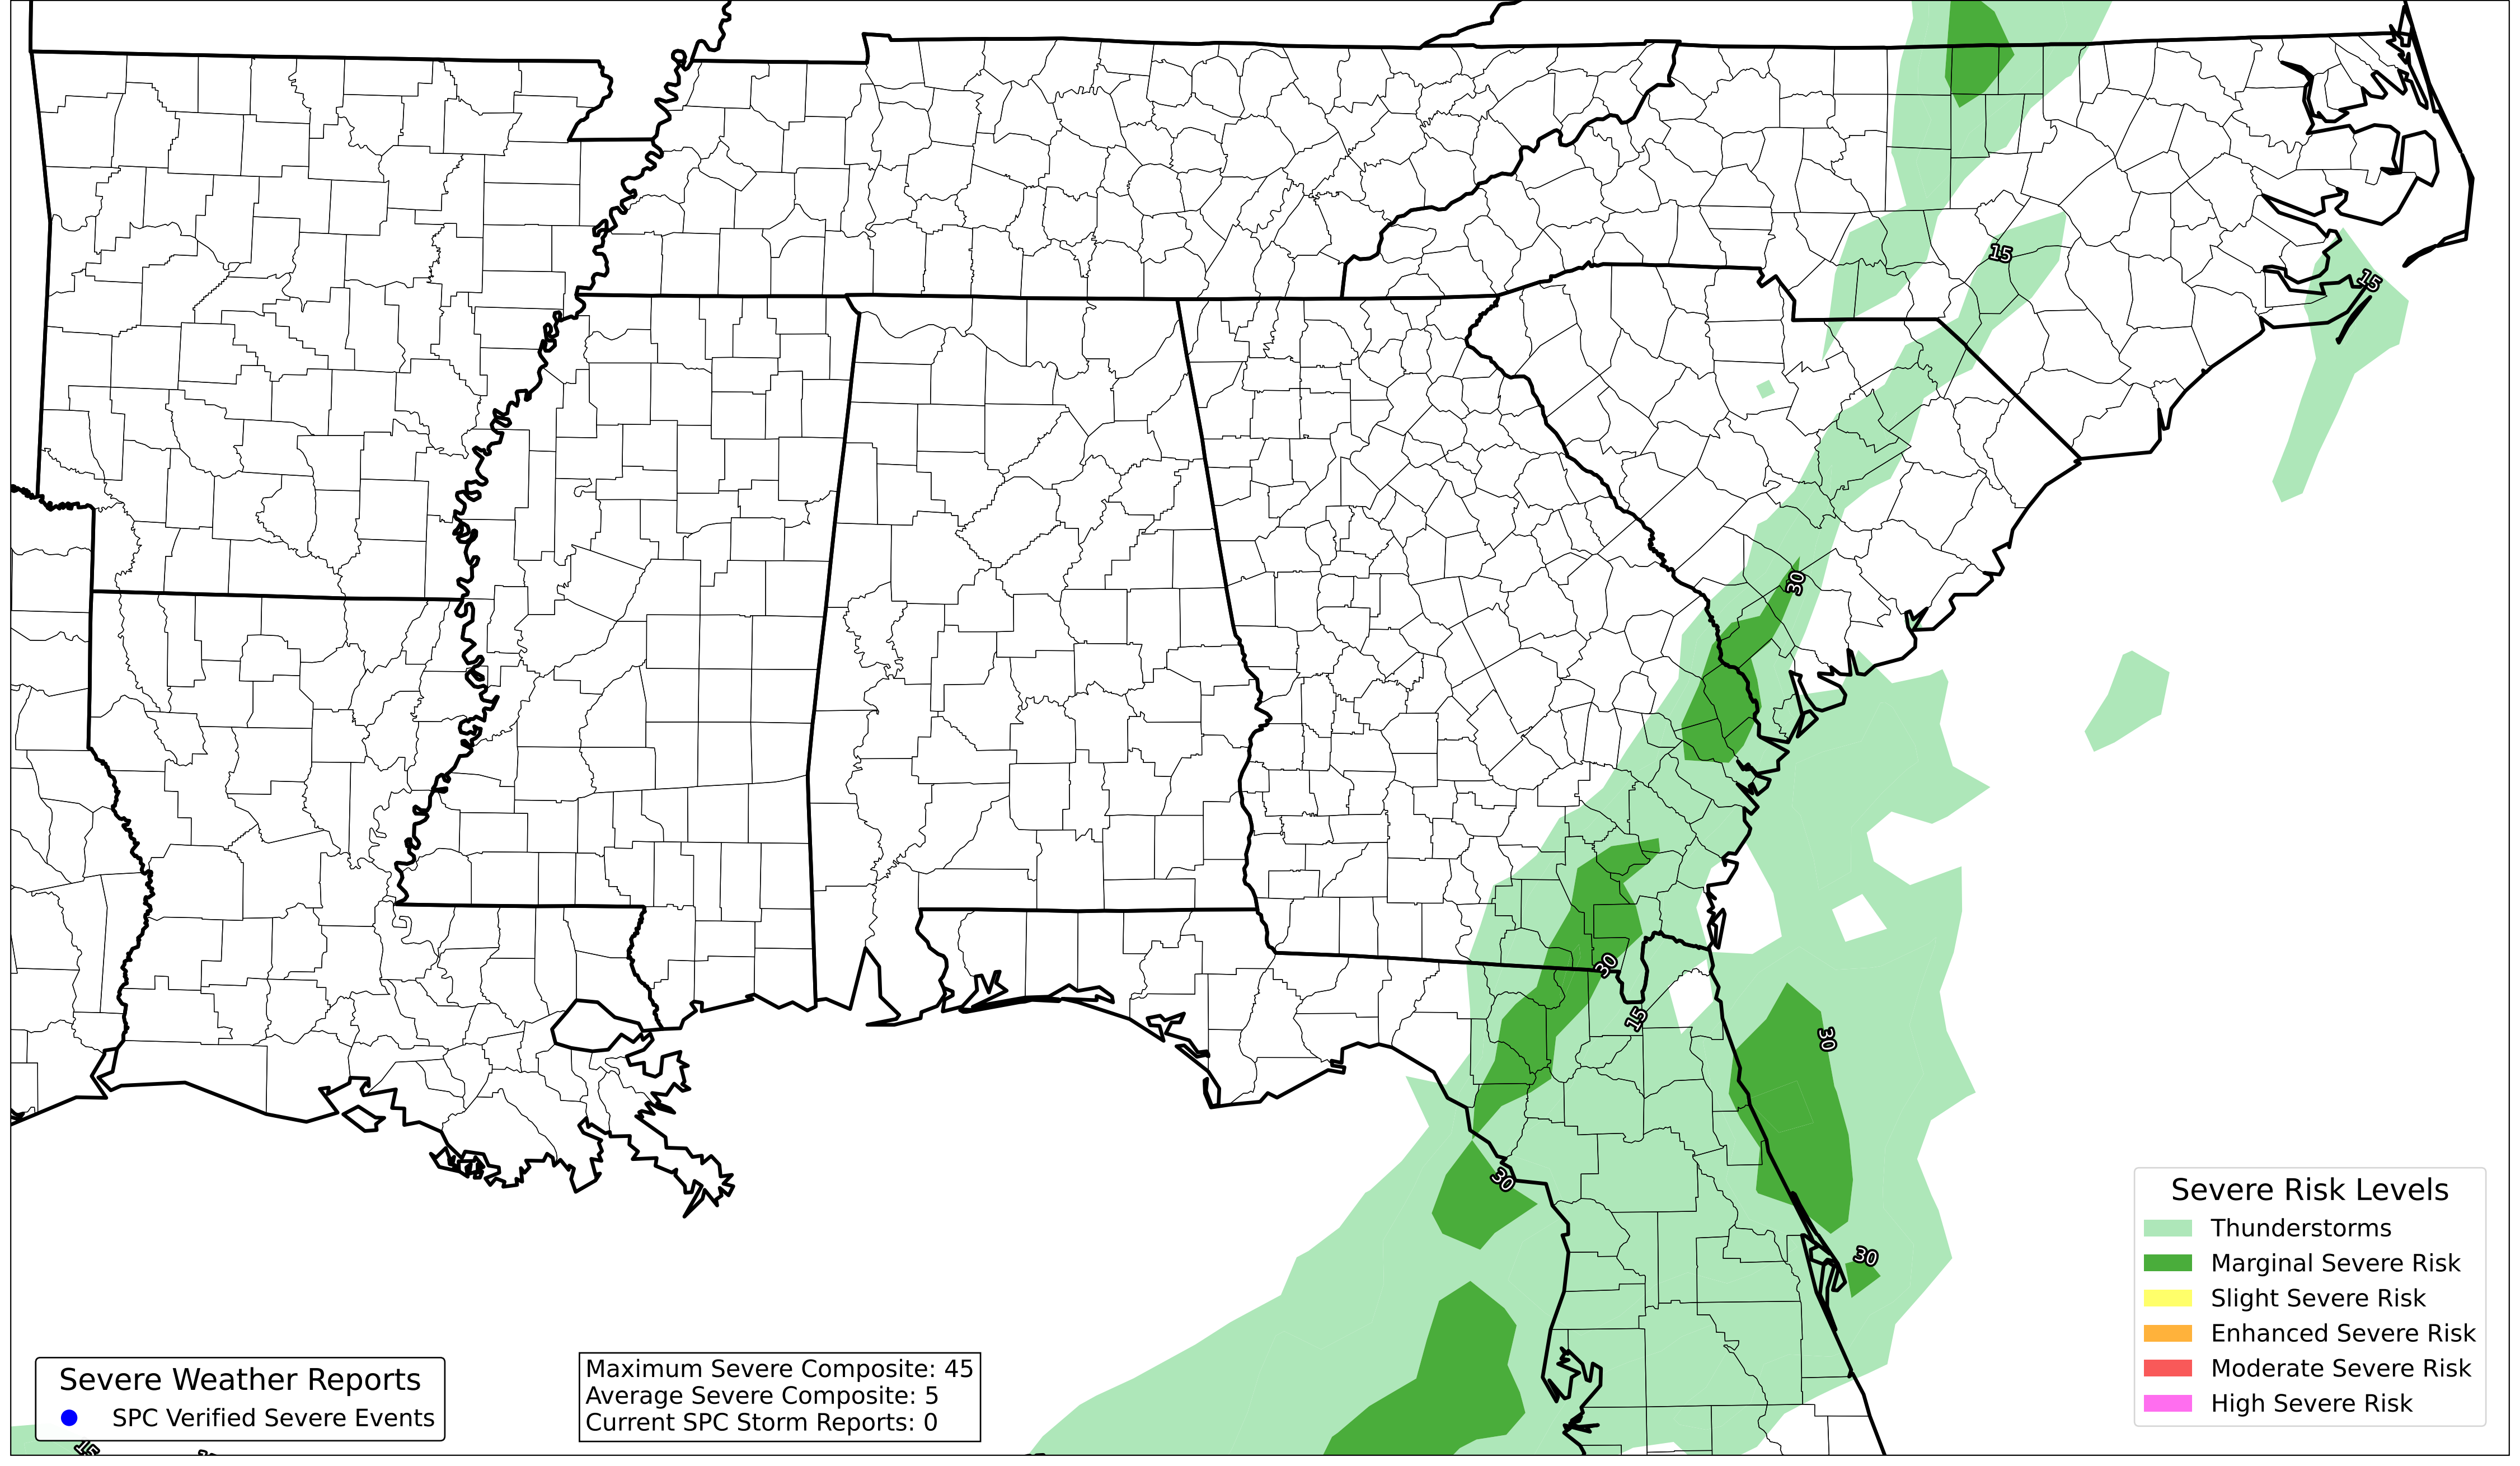 15
15
30
30
15
30
30
30
Severe Risk Levels
Thunderstorms
Marginal Severe Risk
Slight Severe Risk
Enhanced Severe Risk
Moderate Severe Risk
High Severe Risk
Severe Weather Reports
SPC Verified Severe Events
Maximum Severe Composite: 45
Average Severe Composite: 5
Current SPC Storm Reports: 0
15